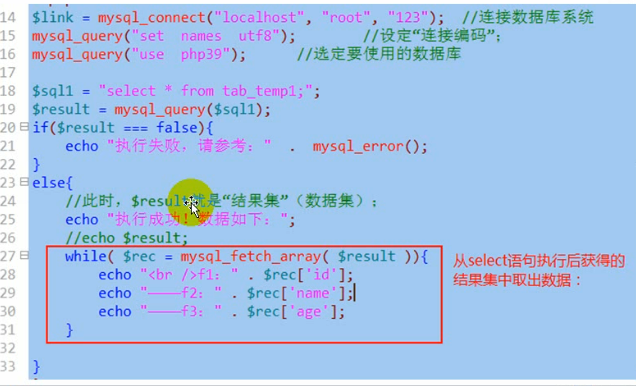 14 $link = mysql_connect("localhost", "root", "123"); //连接数据库系统
15 mysql_query("set names utf8"); //设定“连接编码”;
16 mysql_query("use php39"); //选定要使用的数据库
17
18 $sql1 = "select * from tab_temp1;";
19 $result = mysql_query($sql1);
20 if($result === false){
21 echo "执行失败，请参考：" . mysql_error();
22 }
23 else{
24 //此时，$result就是“结果集”（数据集）；
25 echo "执行成功！数据如下：";
26 //echo $result;
27 while( $rec = mysql_fetch_array( $result )){
28 echo "<br />f1：" . $rec['id'];
29 echo "——f2：" . $rec['name'];
30 echo "——f3：" . $rec['age'];
31 }
32
33 }
从select语句执行后获得的
结果集中取出数据：